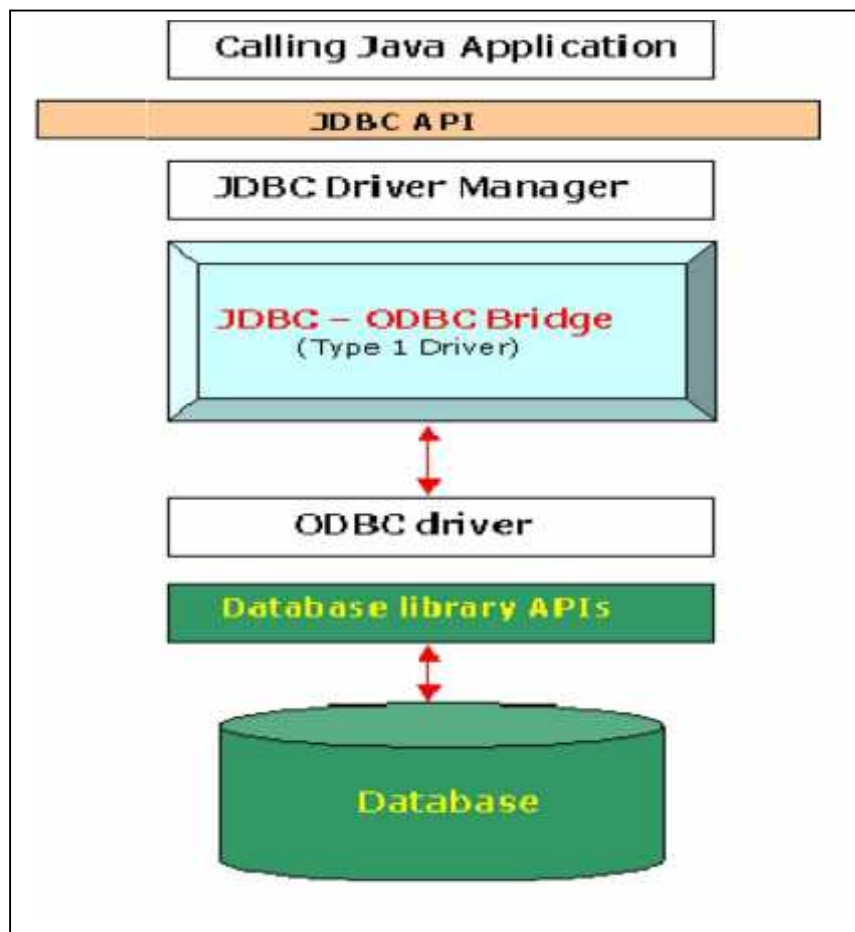 Calling Java Application
JDBC API
JDBC Driver Manager
JDBC – ODBC Bridge
(Type 1 Driver)
ODBC driver
Database library APIs
Database